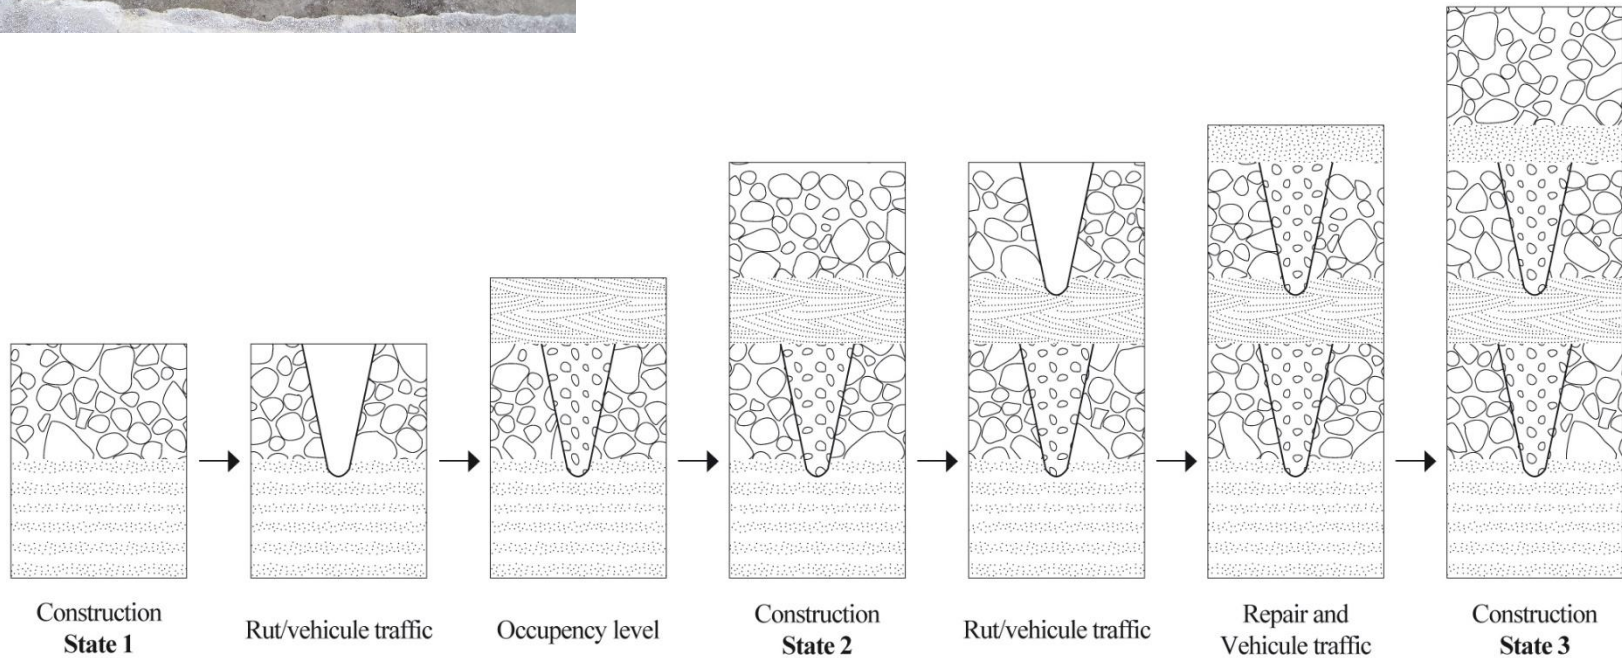 Construction
State 1
Rut/vehicule traffic
Occupency level
Construction
State 2
Rut/vehicule traffic
Repair and
Vehicule traffic
Construction
State 3